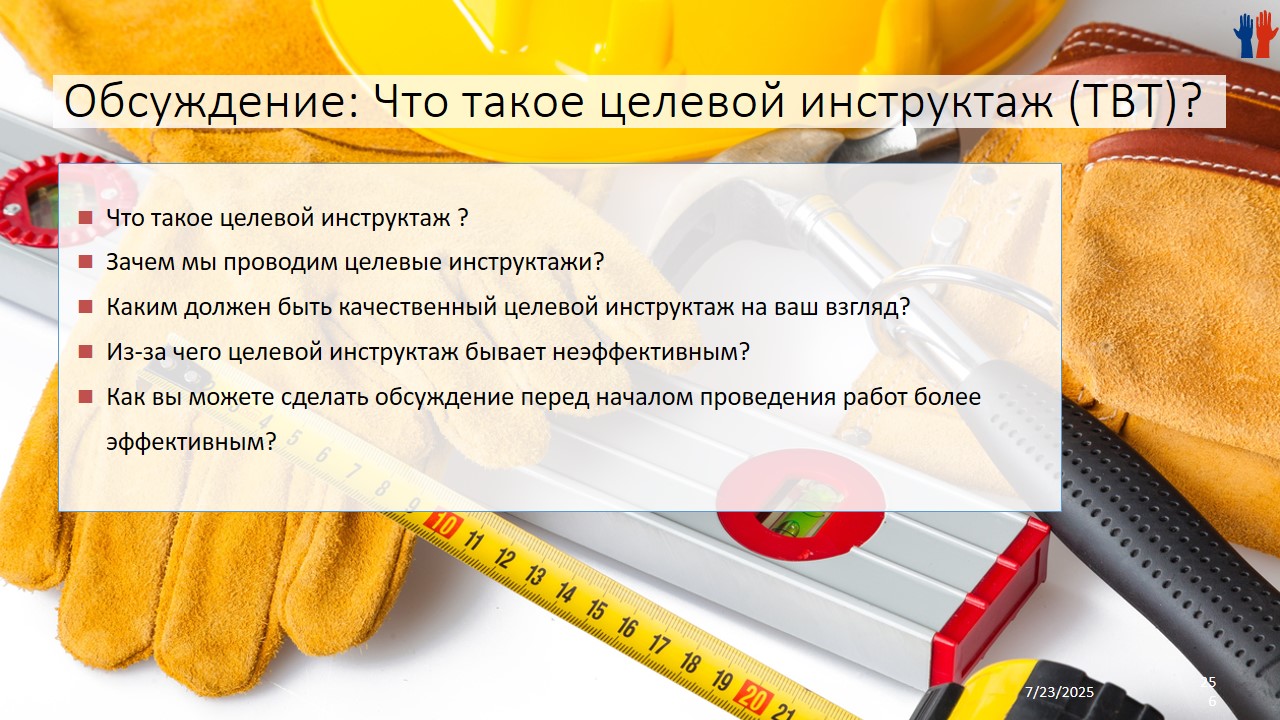 Обсуждение: Что такое целевой инструктаж (ТВТ)?
Что такое целевой инструктаж ?
Зачем мы проводим целевые инструктажи?
Каким должен быть качественный целевой инструктаж на ваш взгляд?
Из-за чего целевой инструктаж бывает неэффективным?
Как вы можете сделать обсуждение перед началом проведения работ более
эффективным?
5 6 7 8 9 10 11 12 13 14 15 16 17 18 19 20 21
7/23/2025
25
6